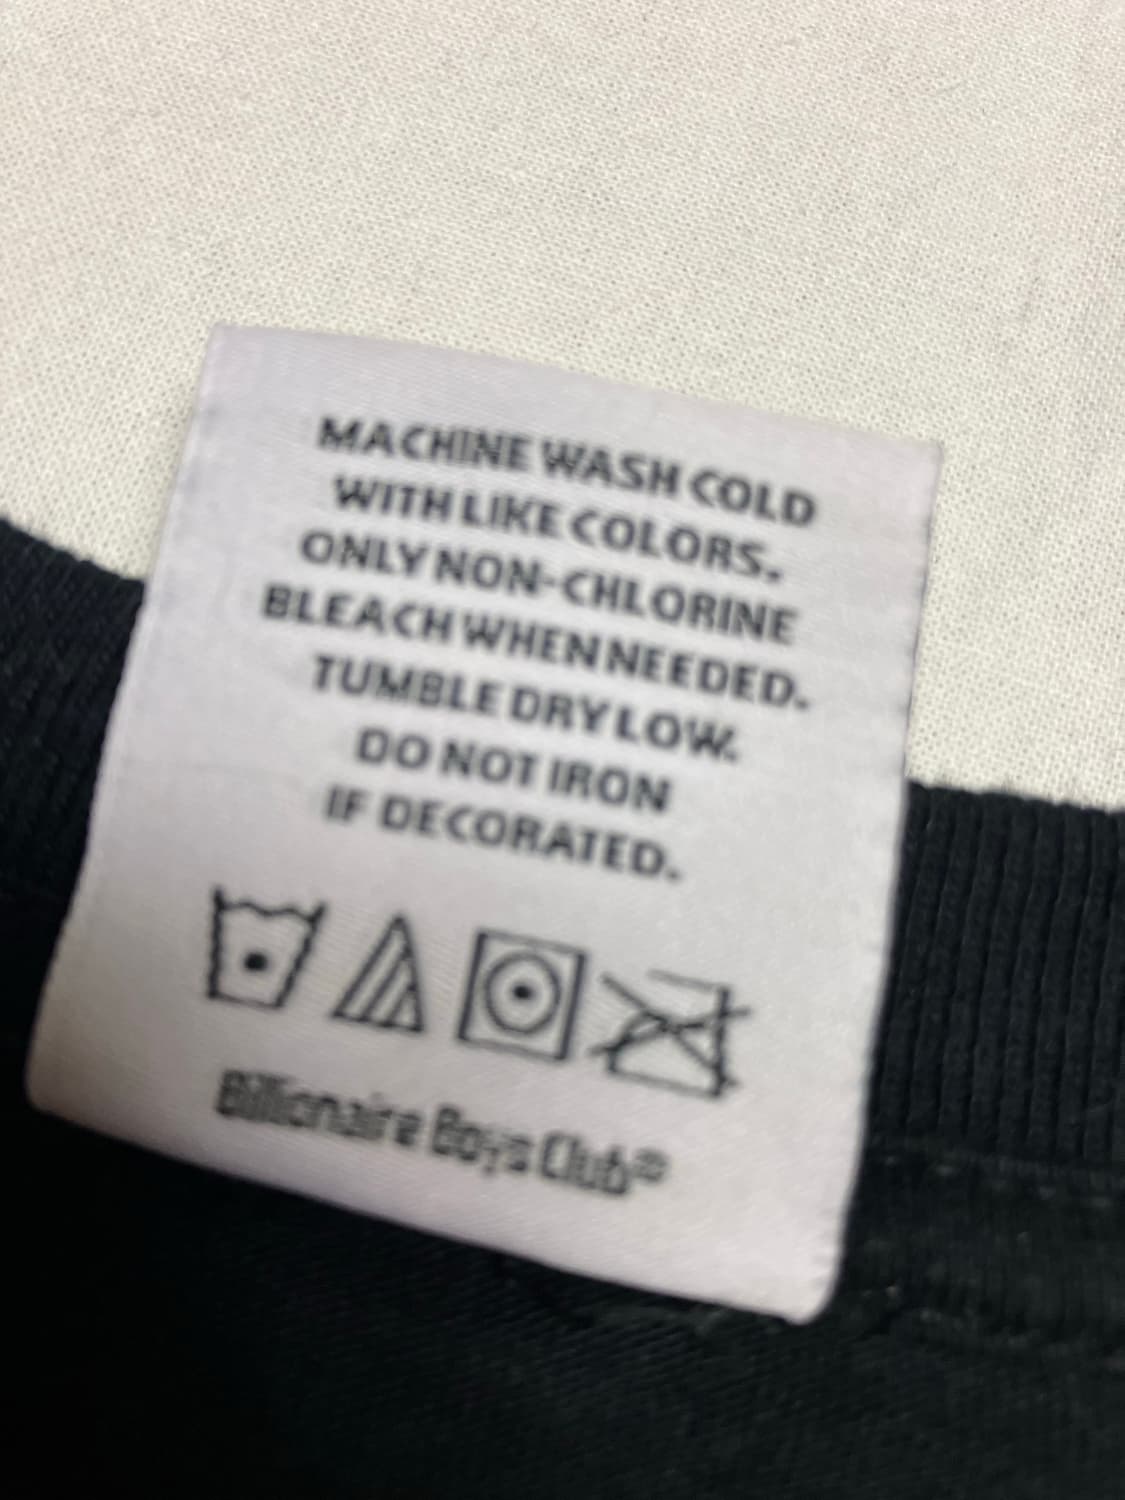 MACHINE WASH COLD
WITH LIKE COLORS.
ONLY NON-CHLORINE
BLEACH WHEN NEEDED.
TUMBLE DRY LOW.
DO NOT IRON
IF DECORATED.
Billionaire Boys Club®